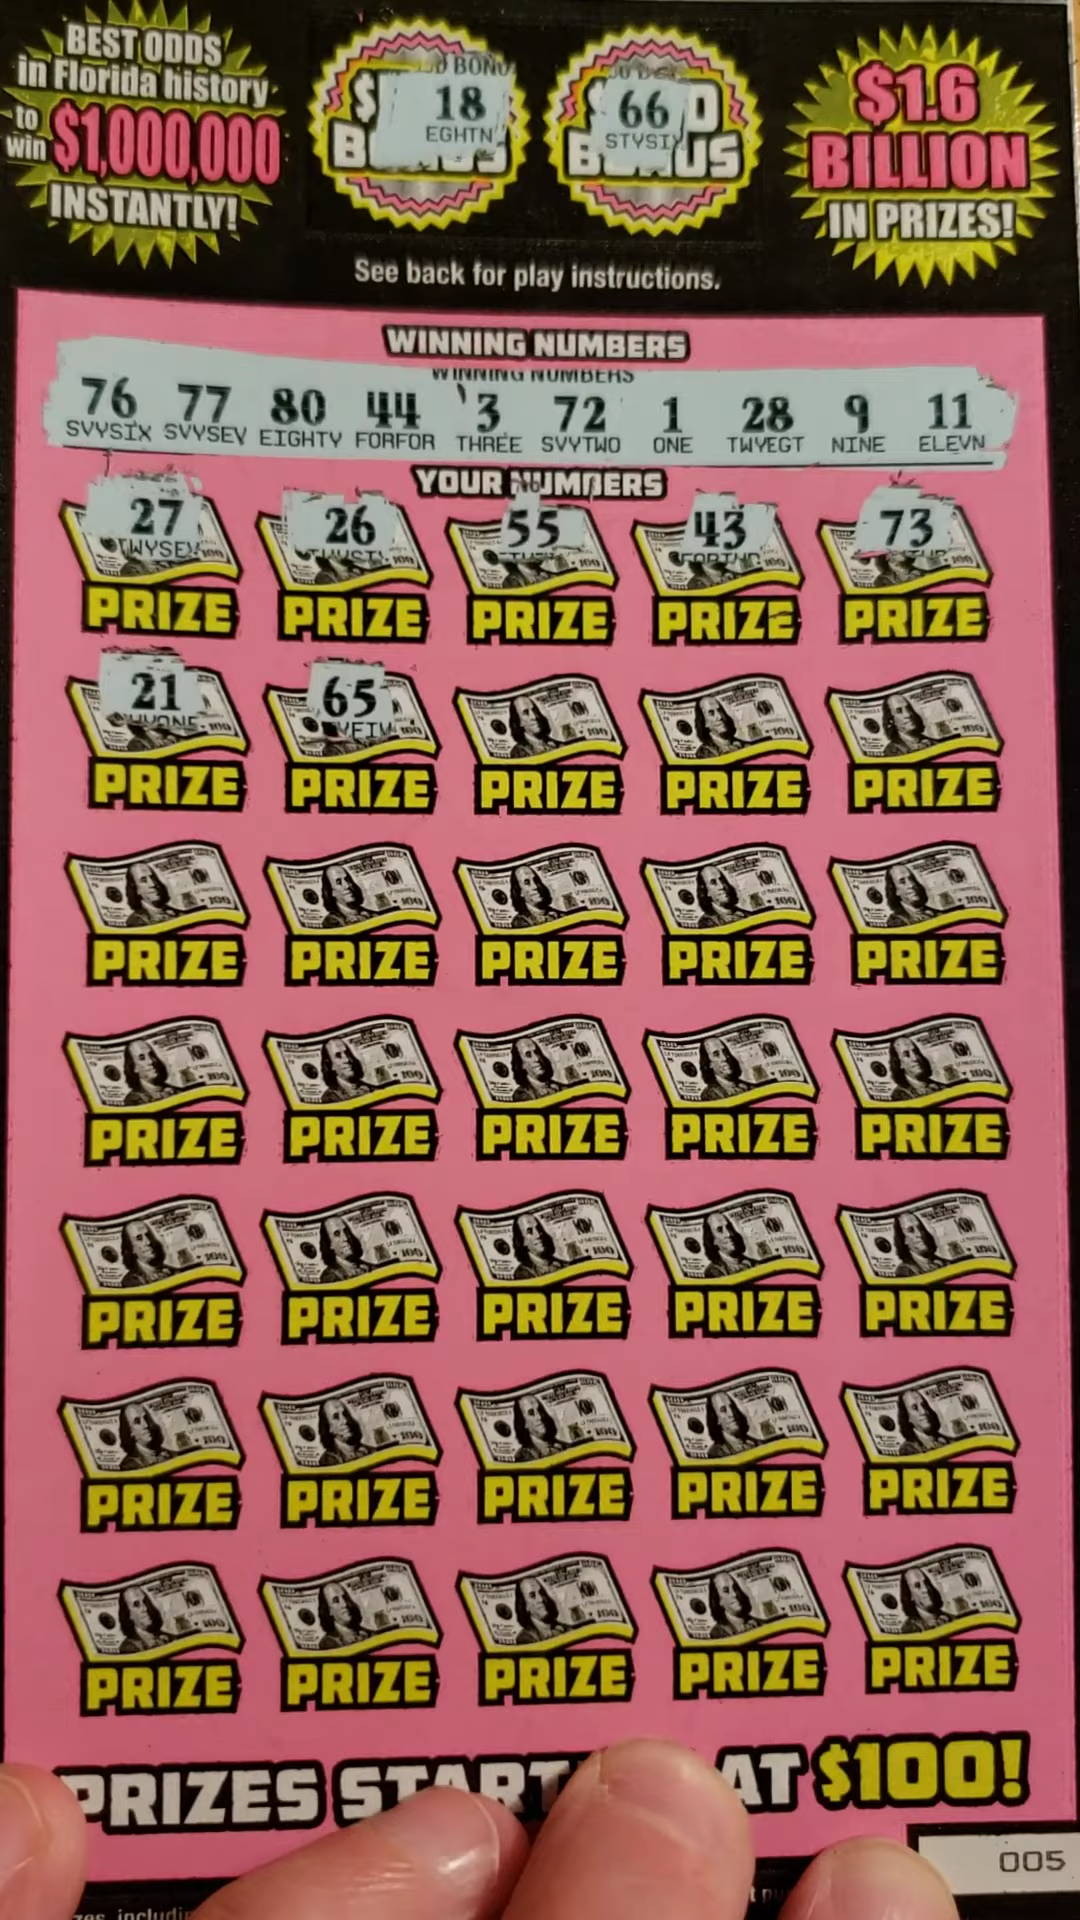 BEST ODDS
in Florida history
to win $1,000,000
INSTANTLY!
18
EGHTN
66
STYSIX
$1.6
BILLION
IN PRIZES!
See back for play instructions.
WINNING NUMBERS
WINNING NUMBERS
76 77 80 44 3 72 1 28 9 11
SVYSIX SVYSEV EIGHTY FORFOR THREE SVYTWO ONE TWYEGT NINE ELEVN
YOUR NUMBERS
27 26 55 43 73
TWYSEV
PRIZE PRIZE PRIZE PRIZE PRIZE
21 65
PRIZE PRIZE PRIZE PRIZE PRIZE
PRIZE PRIZE PRIZE PRIZE PRIZE
PRIZE PRIZE PRIZE PRIZE PRIZE
PRIZE PRIZE PRIZE PRIZE PRIZE
PRIZE PRIZE PRIZE PRIZE PRIZE
PRIZE PRIZE PRIZE PRIZE PRIZE
PRIZES AT $100!
005